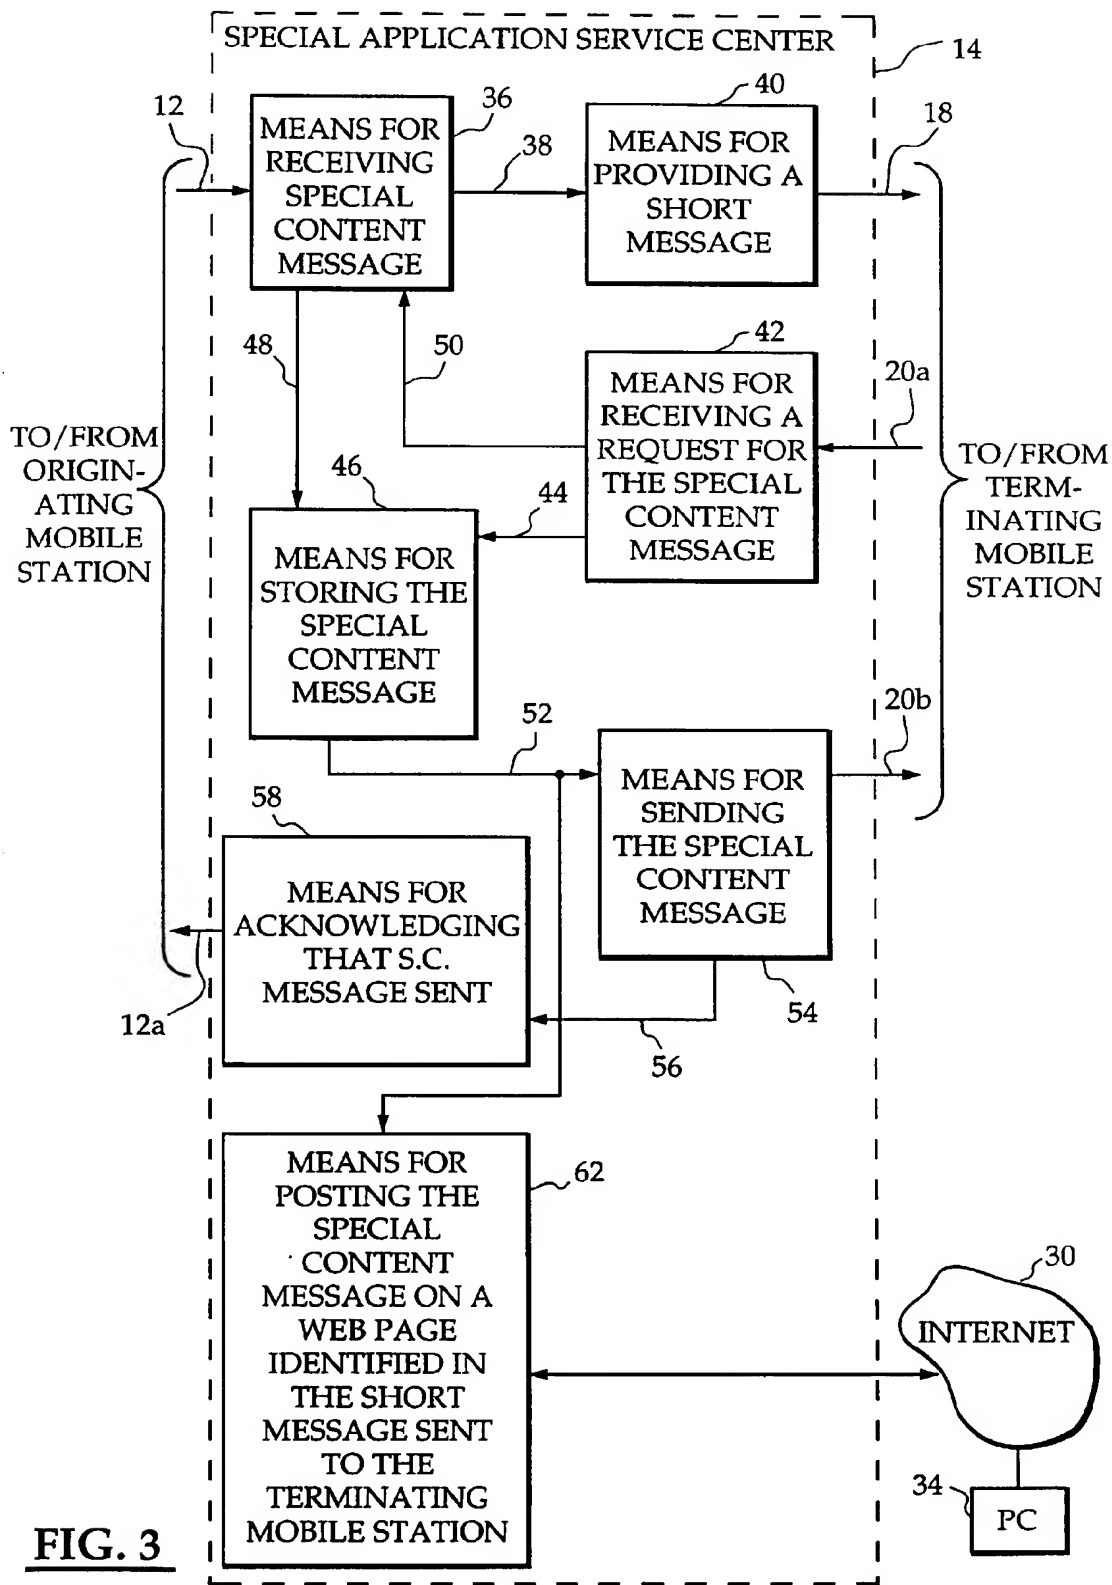 SPECIAL APPLICATION SERVICE CENTER
14
12
MEANS FOR
RECEIVING
SPECIAL
CONTENT
MESSAGE
36
38
40
MEANS FOR
PROVIDING A
SHORT
MESSAGE
18
48
50
42
MEANS FOR
RECEIVING A
REQUEST FOR
THE SPECIAL
CONTENT
MESSAGE
20a
TO/FROM
ORIGIN-
ATING
MOBILE
STATION
TO/FROM
TERM-
INATING
MOBILE
STATION
46
44
MEANS FOR
STORING THE
SPECIAL
CONTENT
MESSAGE
52
20b
MEANS FOR
SENDING
THE SPECIAL
CONTENT
MESSAGE
54
58
MEANS FOR
ACKNOWLEDGING
THAT S.C.
MESSAGE SENT
12a
56
MEANS FOR
POSTING THE
SPECIAL
CONTENT
MESSAGE ON A
WEB PAGE
IDENTIFIED IN
THE SHORT
MESSAGE SENT
TO THE
TERMINATING
MOBILE STATION
62
30
INTERNET
34
PC
FIG. 3